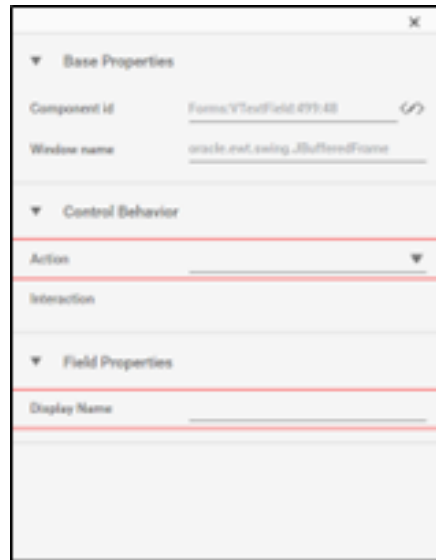 Base Properties
Component id Forms:VTextField:499:48
Window name oracle.ewt.swing.JBufferedFrame
Control Behavior
Action
Interaction
Field Properties
Display Name